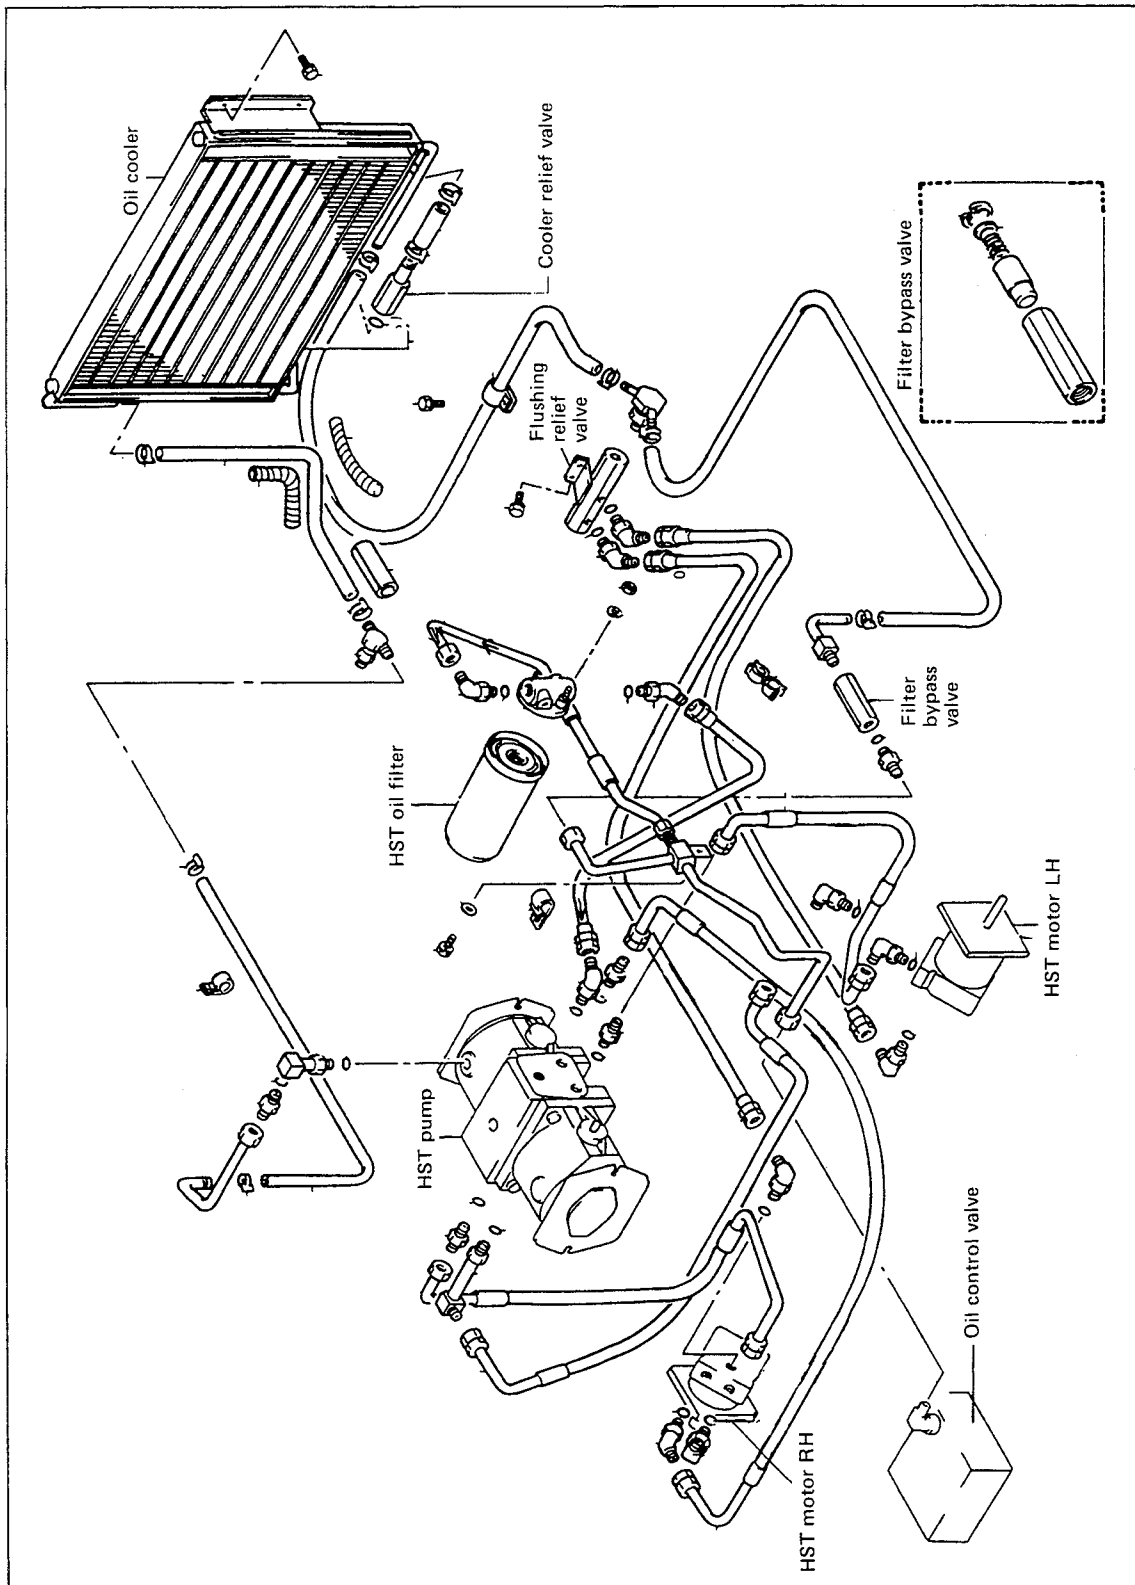 Oil cooler
Cooler relief valve
Filter bypass valve
Flushing
relief
valve
HST oil filter
Filter
bypass
valve
HST pump
HST motor LH
HST motor RH
Oil control valve